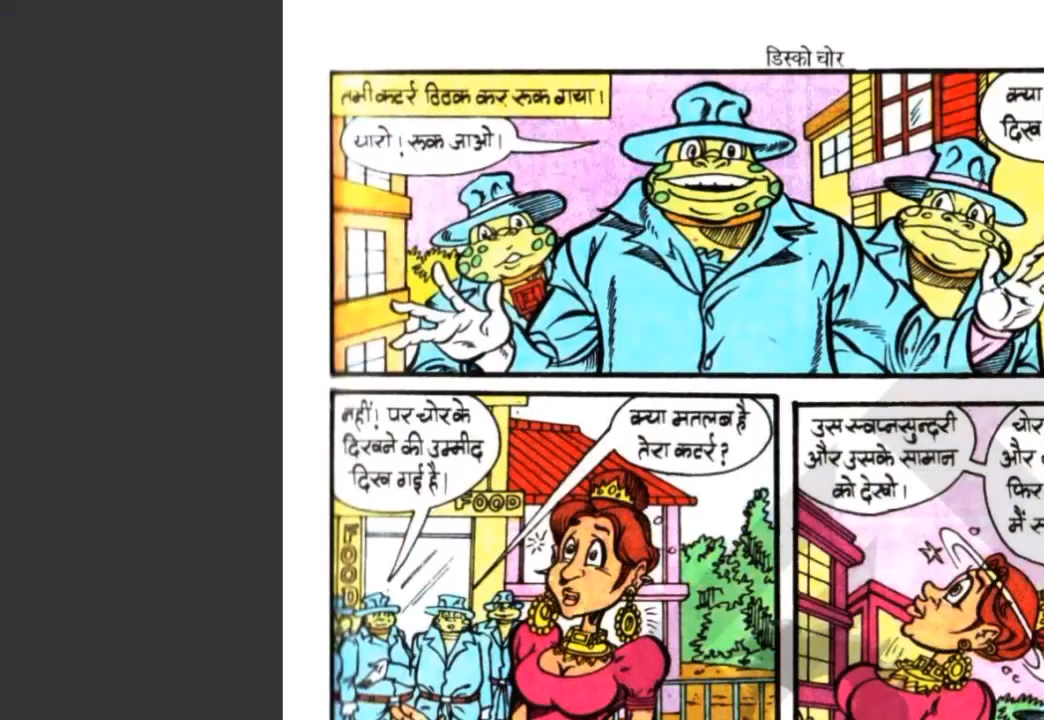 डिस्को चोर
तभी कटर्र ठिठक कर रूक गया।
यारो! रूक जाओ।
क्या
दिख
नहीं! पर चोर के
दिखने की उम्मीद
दिख गई है।
क्या मतलब है
तेरा कटर्र?
FOOD
FOOD
उस स्वप्नसुन्दरी
और उसके सामान
को देखो।
चोर
और
फिर
मैं